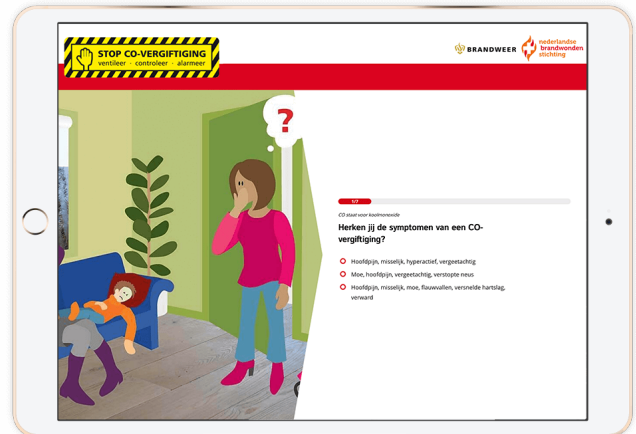 STOP CO-VERGIFTIGING
ventileer · controleer · alarmeer
BRANDWEER
nederlandse
brandwonden
stichting
?
1/7
CO staat voor koolmonoxide
Herken jij de symptomen van een CO-
vergiftiging?
Hoofdpijn, misselijk, hyperactief, vergeetachtig
Moe, hoofdpijn, vergeetachtig, verstopte neus
Hoofdpijn, misselijk, moe, flauwvallen, versnelde hartslag,
verward